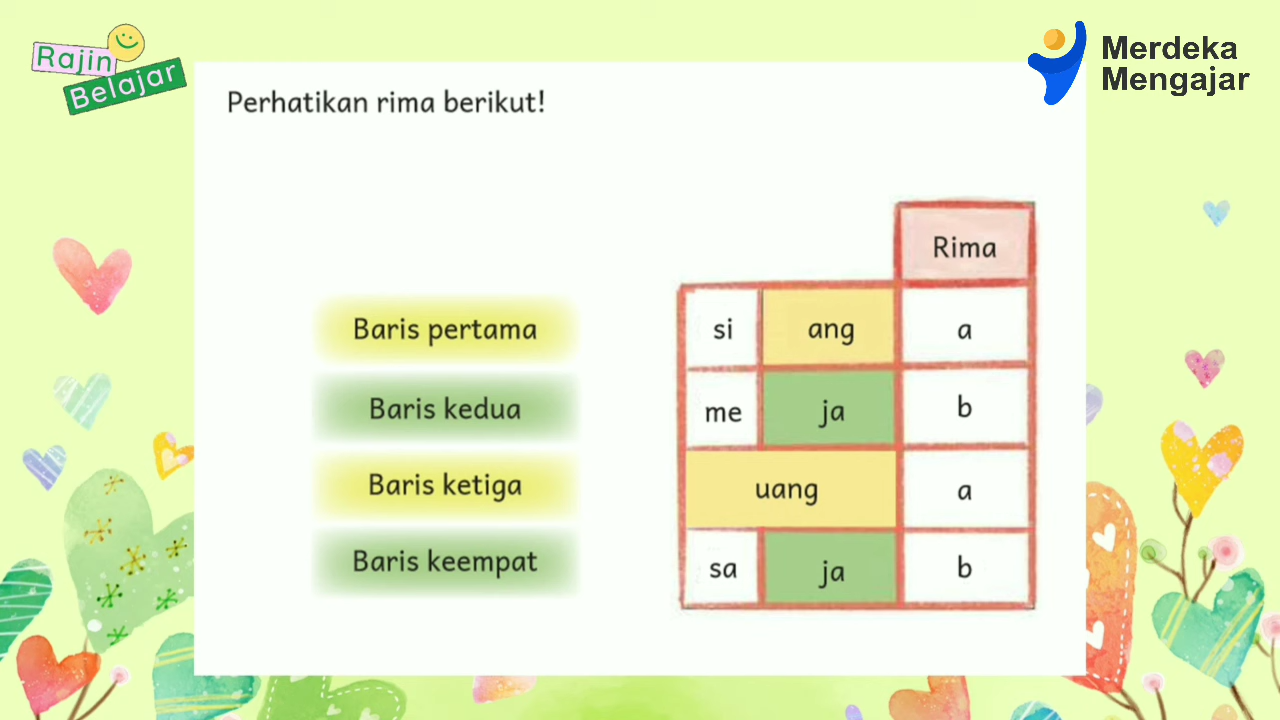 Rajin
Belajar
Merdeka
Mengajar
Perhatikan rima berikut!
Rima
Baris pertama si ang a
Baris kedua me ja b
Baris ketiga uang a
Baris keempat sa ja b